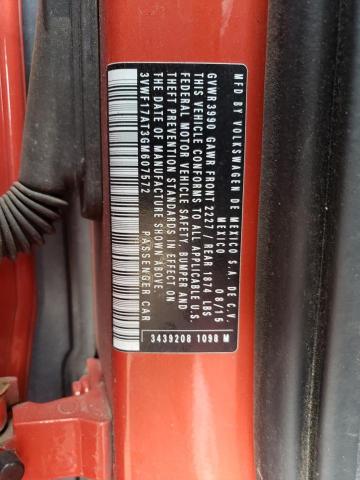 MFD BY VOLKSWAGEN DE MEXICO S.A. DE C.V.
MEXICO 08/15
GVWR3990 GAWR FRONT 2227 / REAR 1874 LBS
THIS VEHICLE CONFORMS TO ALL APPLICABLE U.S.
FEDERAL MOTOR VEHICLE SAFETY, BUMPER AND
THEFT PREVENTION STANDARDS IN EFFECT ON
THE DATE OF MANUFACTURE SHOWN ABOVE.
3VWF17AT3GM607572 PASSENGER CAR
3439208 1098 M